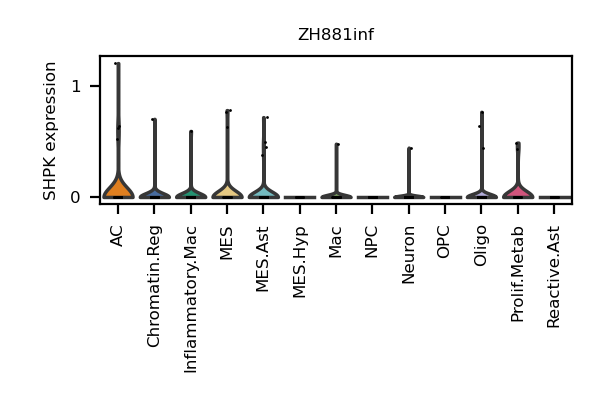 ZH881inf
SHPK expression
1
0
AC
Chromatin.Reg
Inflammatory.Mac
MES
MES.Ast
MES.Hyp
Mac
NPC
Neuron
OPC
Oligo
Prolif.Metab
Reactive.Ast